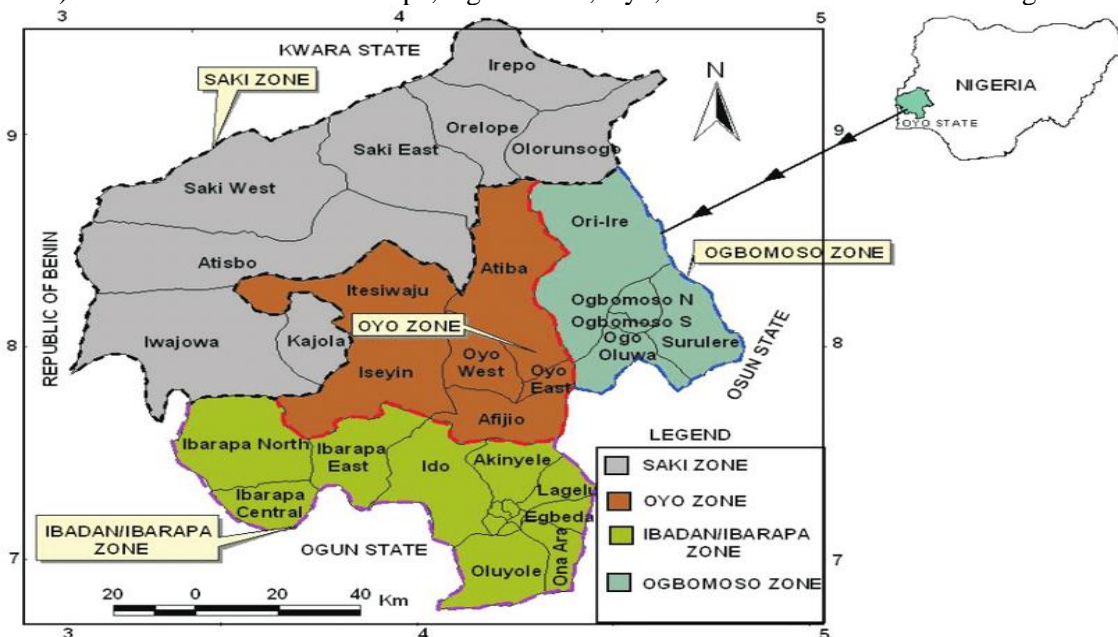 3 4 5
KWARA STATE
SAKI ZONE
Irepo
N
NIGERIA
OYO STATE
9
9
Orelope
Saki East
Olorunsogo
Saki West
Ori-Ire
REPUBLIC OF BENIN
Atisbo
Atiba
OGBOMOSO ZONE
Itesiwaju
Ogbomoso N
OYO ZONE
Ogbomoso S
Iwajowa
Kajola
Ogo
Oluwa
Surulere
8
8
OSUN STATE
Oyo
West
Iseyin
Oyo
East
Afijio
LEGEND
Ibarapa North
Ibarapa
East
Ido
Akinyele
SAKI ZONE
Lagelu
OYO ZONE
Ibarapa
Central
Egbeda
IBADAN/IBARAPA
ZONE
IBADAN/IBARAPA
ZONE
OGUN STATE
7
7
Oluyole
Ona Ara
OGBOMOSO ZONE
20 0 20 40
Km
3 4 5